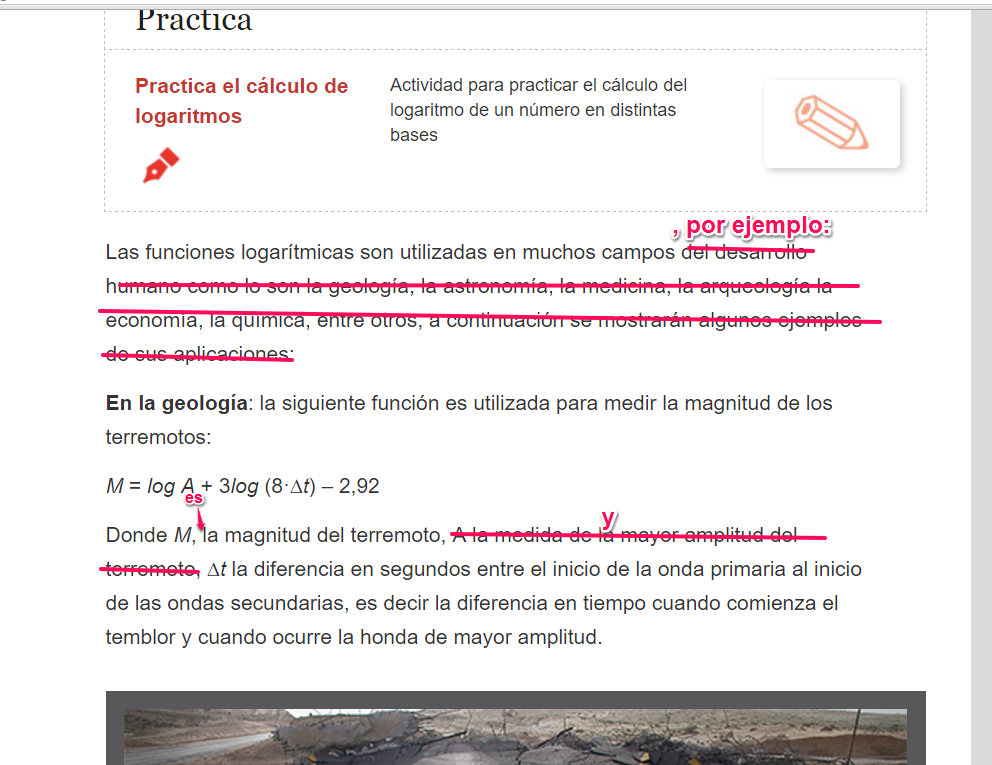 Practica
Practica el cálculo de
logaritmos
Actividad para practicar el cálculo del
logaritmo de un número en distintas
bases
, por ejemplo:
Las funciones logarítmicas son utilizadas en muchos campos del desarrollo
humano como lo son la geología, la astronomía, la medicina, la arqueología la
economía, la química, entre otros, a continuación se mostrarán algunos ejemplos
de sus aplicaciones:
En la geología: la siguiente función es utilizada para medir la magnitud de los
terremotos:
M = log A + 3log (8·∆t) – 2,92
es
y
Donde M, la magnitud del terremoto, A la medida de la mayor amplitud del
terremoto, ∆t la diferencia en segundos entre el inicio de la onda primaria al inicio
de las ondas secundarias, es decir la diferencia en tiempo cuando comienza el
temblor y cuando ocurre la honda de mayor amplitud.